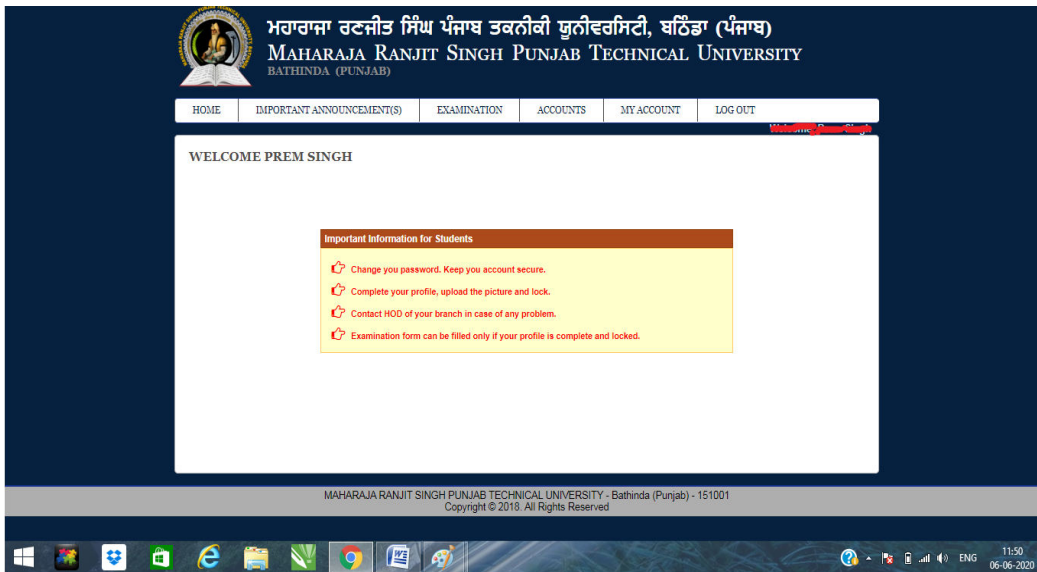 ਮਹਾਰਾਜਾ ਰਣਜੀਤ ਸਿੰਘ ਪੰਜਾਬ ਤਕਨੀਕੀ ਯੂਨੀਵਰਸਿਟੀ, ਬਠਿੰਡਾ (ਪੰਜਾਬ)
MAHARAJA RANJIT SINGH PUNJAB TECHNICAL UNIVERSITY
BATHINDA (PUNJAB)
HOME IMPORTANT ANNOUNCEMENT(S) EXAMINATION ACCOUNTS MY ACCOUNT LOG OUT
WELCOME PREM SINGH
Important Information for Students
Change you password. Keep you account secure.
Complete your profile, upload the picture and lock.
Contact HOD of your branch in case of any problem.
Examination form can be filled only if your profile is complete and locked.
MAHARAJA RANJIT SINGH PUNJAB TECHNICAL UNIVERSITY - Bathinda (Punjab) - 151001
Copyright © 2018. All Rights Reserved
ENG 11:50
06-06-2020